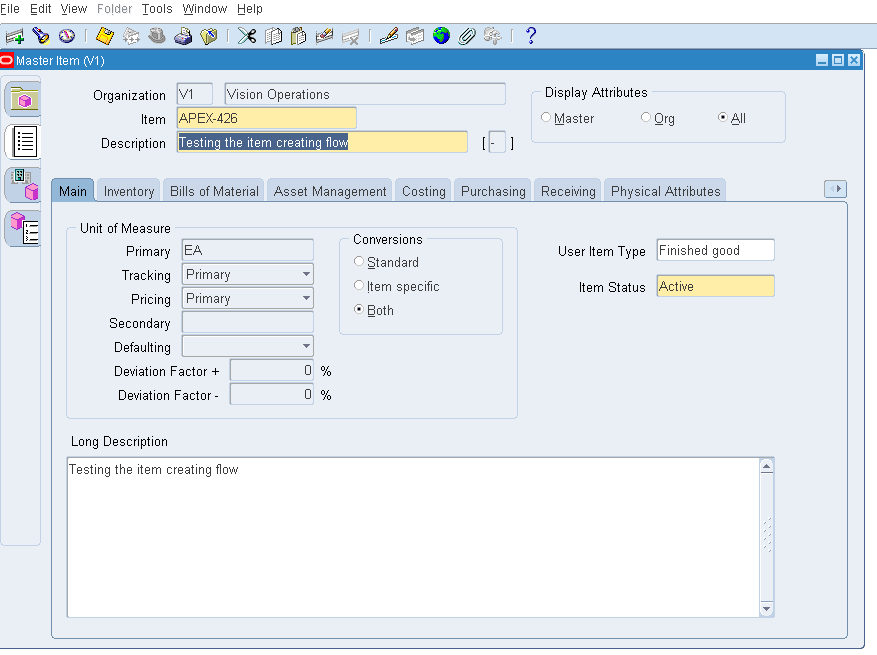 File Edit View Folder Tools Window Help
?
Master Item (V1)
Organization V1 Vision Operations
Item APEX-426
Description Testing the item creating flow [ - ]
Display Attributes
Master Org All
Main Inventory Bills of Material Asset Management Costing Purchasing Receiving Physical Attributes
Unit of Measure
Primary EA
Tracking Primary
Pricing Primary
Secondary
Defaulting
Deviation Factor + 0 %
Deviation Factor - 0 %
Conversions
Standard
Item specific
Both
User Item Type Finished good
Item Status Active
Long Description
Testing the item creating flow